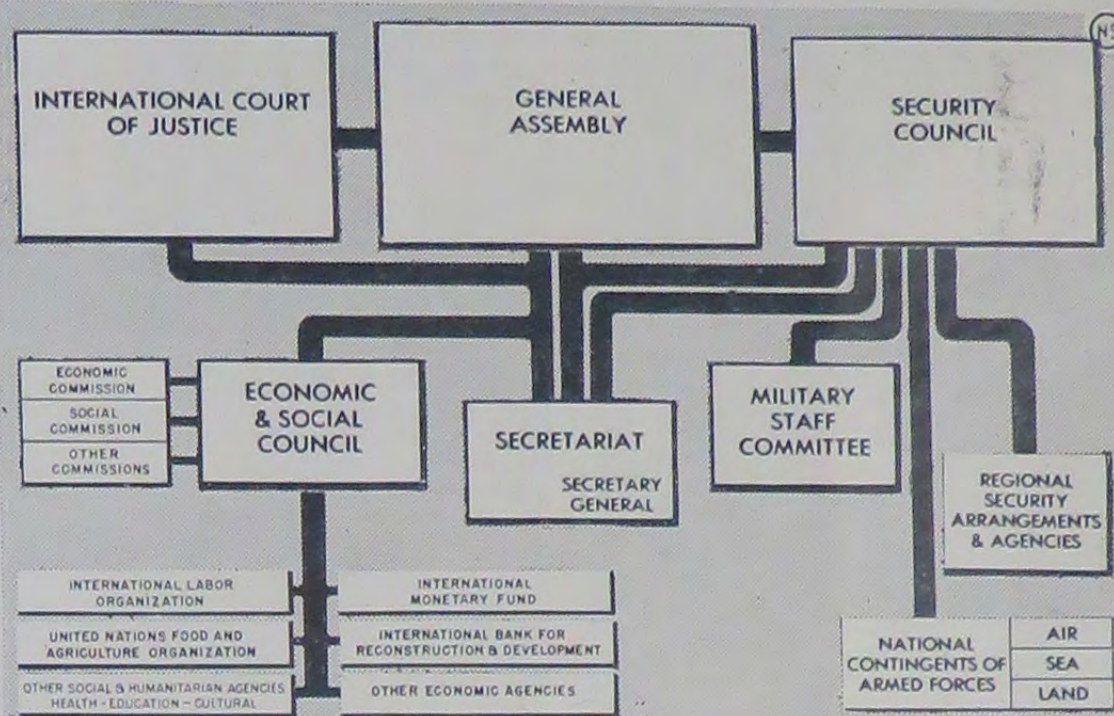 INTERNATIONAL COURT
OF JUSTICE
GENERAL
ASSEMBLY
SECURITY
COUNCIL
ECONOMIC
COMMISSION
SOCIAL
COMMISSION
OTHER
COMMISSIONS
ECONOMIC
& SOCIAL
COUNCIL
SECRETARIAT
SECRETARY
GENERAL
MILITARY
STAFF
COMMITTEE
REGIONAL
SECURITY
ARRANGEMENTS
& AGENCIES
INTERNATIONAL LABOR
ORGANIZATION
INTERNATIONAL
MONETARY FUND
UNITED NATIONS FOOD AND
AGRICULTURE ORGANIZATION
INTERNATIONAL BANK FOR
RECONSTRUCTION & DEVELOPMENT
OTHER SOCIAL & HUMANITARIAN AGENCIES
HEALTH - EDUCATION - CULTURAL
OTHER ECONOMIC AGENCIES
NATIONAL
CONTINGENTS OF
ARMED FORCES
AIR
SEA
LAND